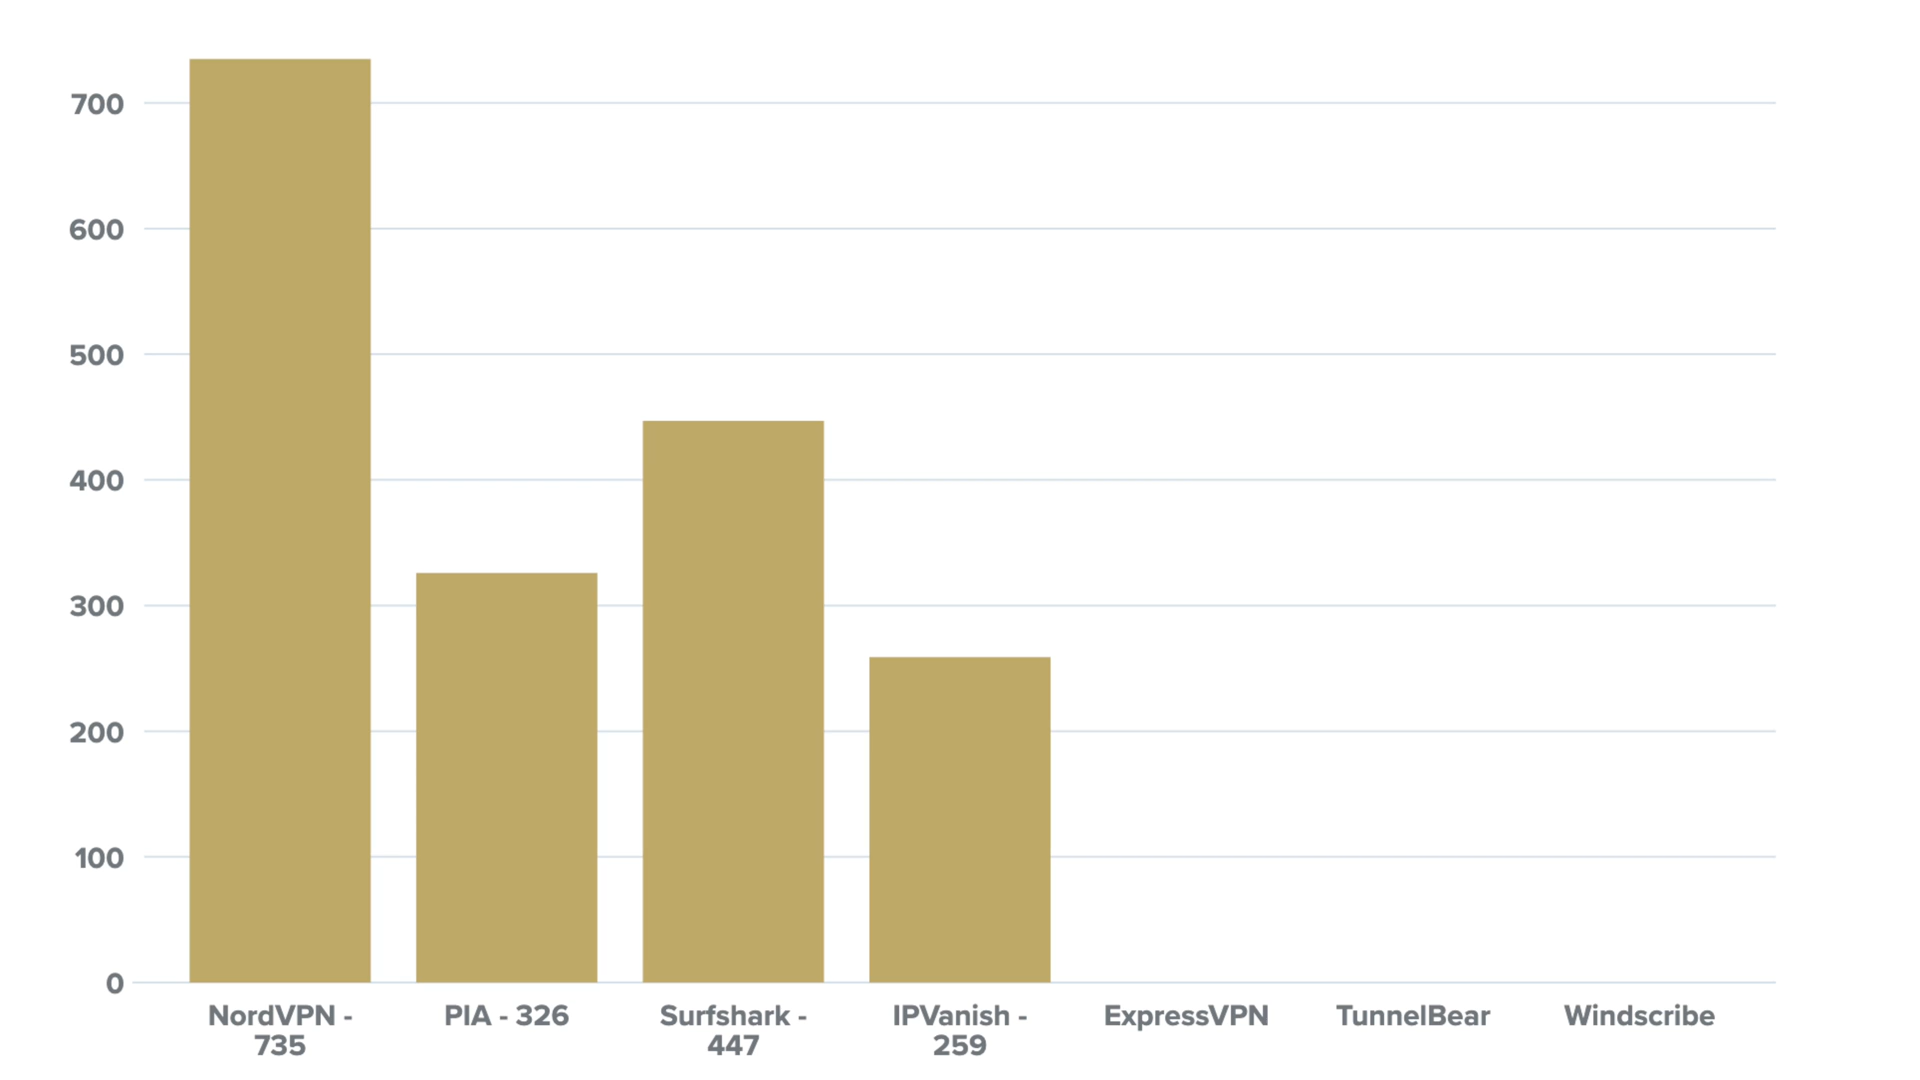 700
600
500
400
300
200
100
0
NordVPN -
735
PIA - 326
Surfshark -
447
IPVanish -
259
ExpressVPN
TunnelBear
Windscribe